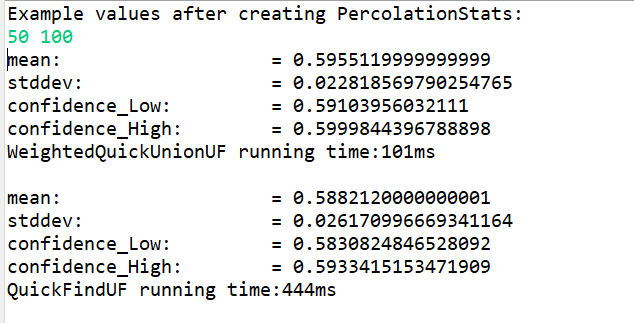 Example values after creating PercolationStats:
50 100
mean: = 0.5955119999999999
stddev: = 0.022818569790254765
confidence_Low: = 0.59103956032111
confidence_High: = 0.5999844396788898
WeightedQuickUnionUF running time:101ms
mean: = 0.5882120000000001
stddev: = 0.026170996669341164
confidence_Low: = 0.5830824846528092
confidence_High: = 0.5933415153471909
QuickFindUF running time:444ms